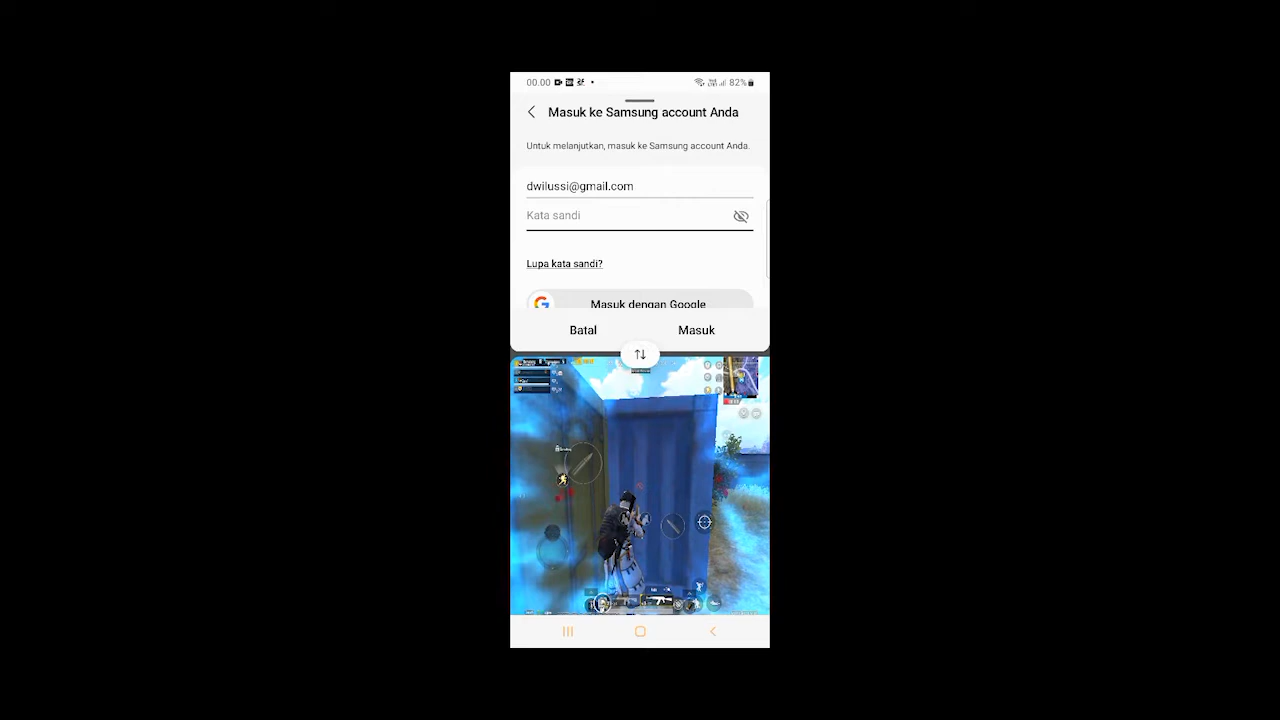 00.00
82%
Masuk ke Samsung account Anda
Untuk melanjutkan, masuk ke Samsung account Anda.
dwilussi@gmail.com
Kata sandi
Lupa kata sandi?
Masuk dengan Google
Batal
Masuk